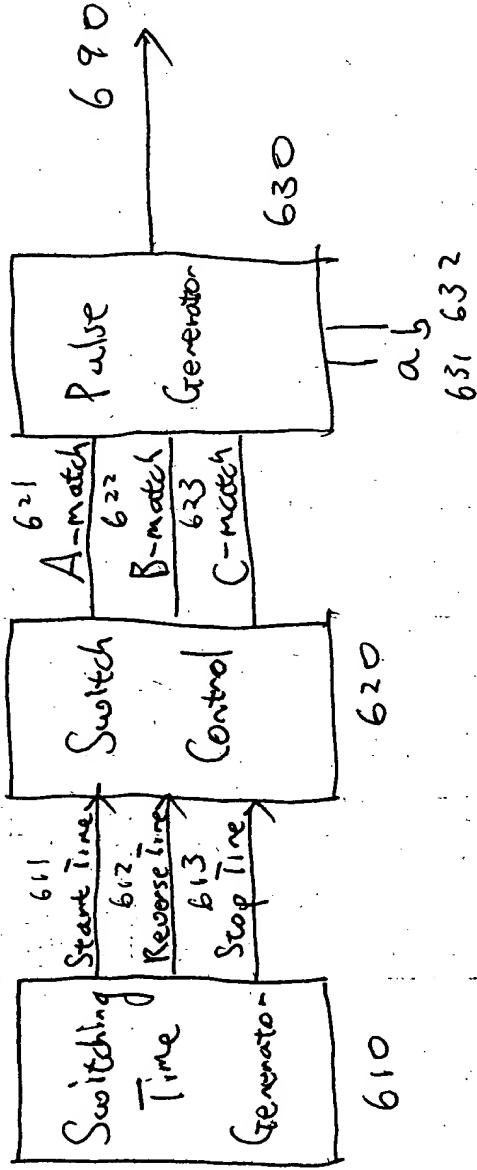 Switching
Time
Generator
610
611
Start Time
612
Reverse Time
613
Stop Time
Switch
Control
620
621
A-match
622
B-match
623
C-match
Pulse
Generator
630
a b
631 632
690